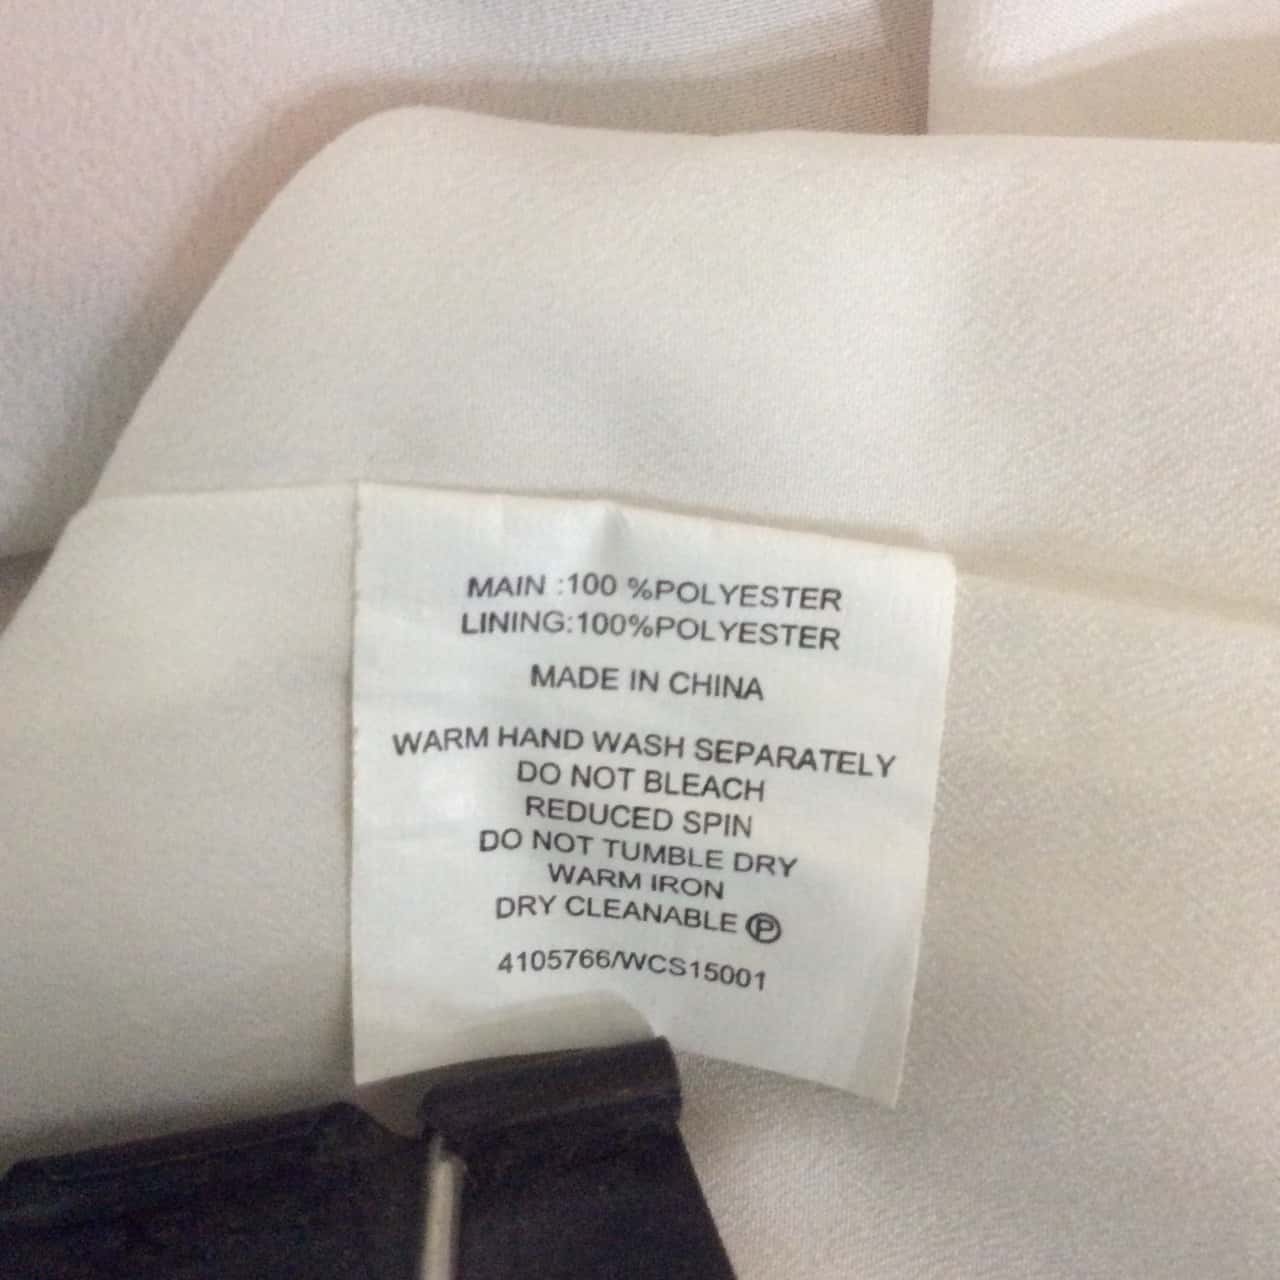 MAIN :100 %POLYESTER
LINING:100%POLYESTER
MADE IN CHINA
WARM HAND WASH SEPARATELY
DO NOT BLEACH
REDUCED SPIN
DO NOT TUMBLE DRY
WARM IRON
DRY CLEANABLE Ⓟ
4105766/WCS15001